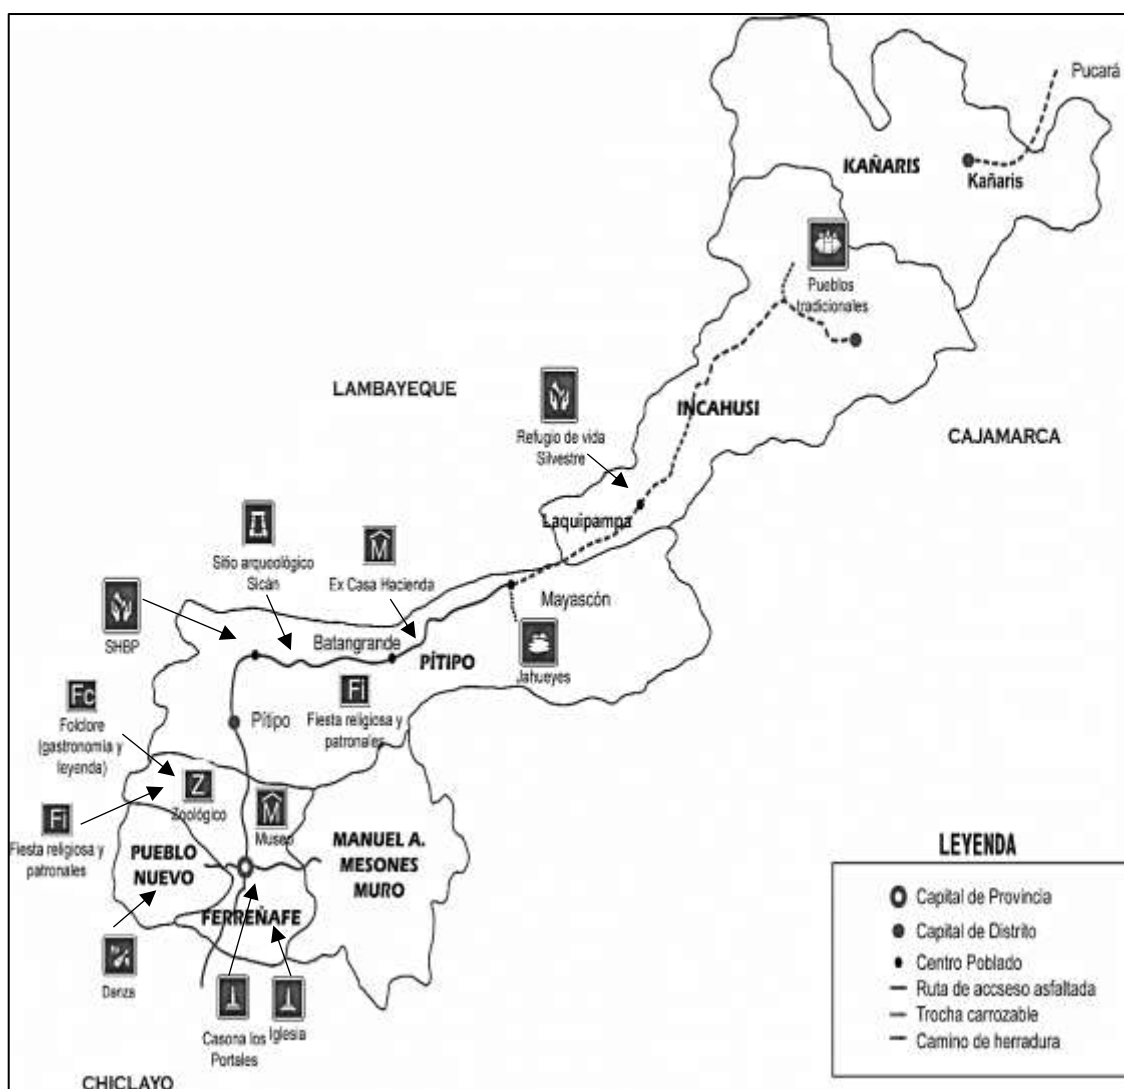 Pucará
KAÑARIS
Kañaris
Pueblos
tradicionales
LAMBAYEQUE
INCAHUSI
CAJAMARCA
Refugio de vida
Silvestre
Laquipampa
Sitio arqueológico
Sicán
M
Ex Casa Hacienda
Mayascón
SHBP
Batangrande
PÍTIPO
Jahueyes
Fc
Folclore
(gastronomía y
leyenda)
Pítipo
Fi
Fiesta religiosa y
patronales
Z
Zoológico
M
Museo
Fi
Fiesta religiosa y
patronales
PUEBLO
NUEVO
MANUEL A.
MESONES
MURO
FERREÑAFE
Danza
Casona los
Portales
Iglesia
CHICLAYO
LEYENDA
Capital de Provincia
Capital de Distrito
Centro Poblado
Ruta de accseso asfaltada
Trocha carrozable
Camino de herradura